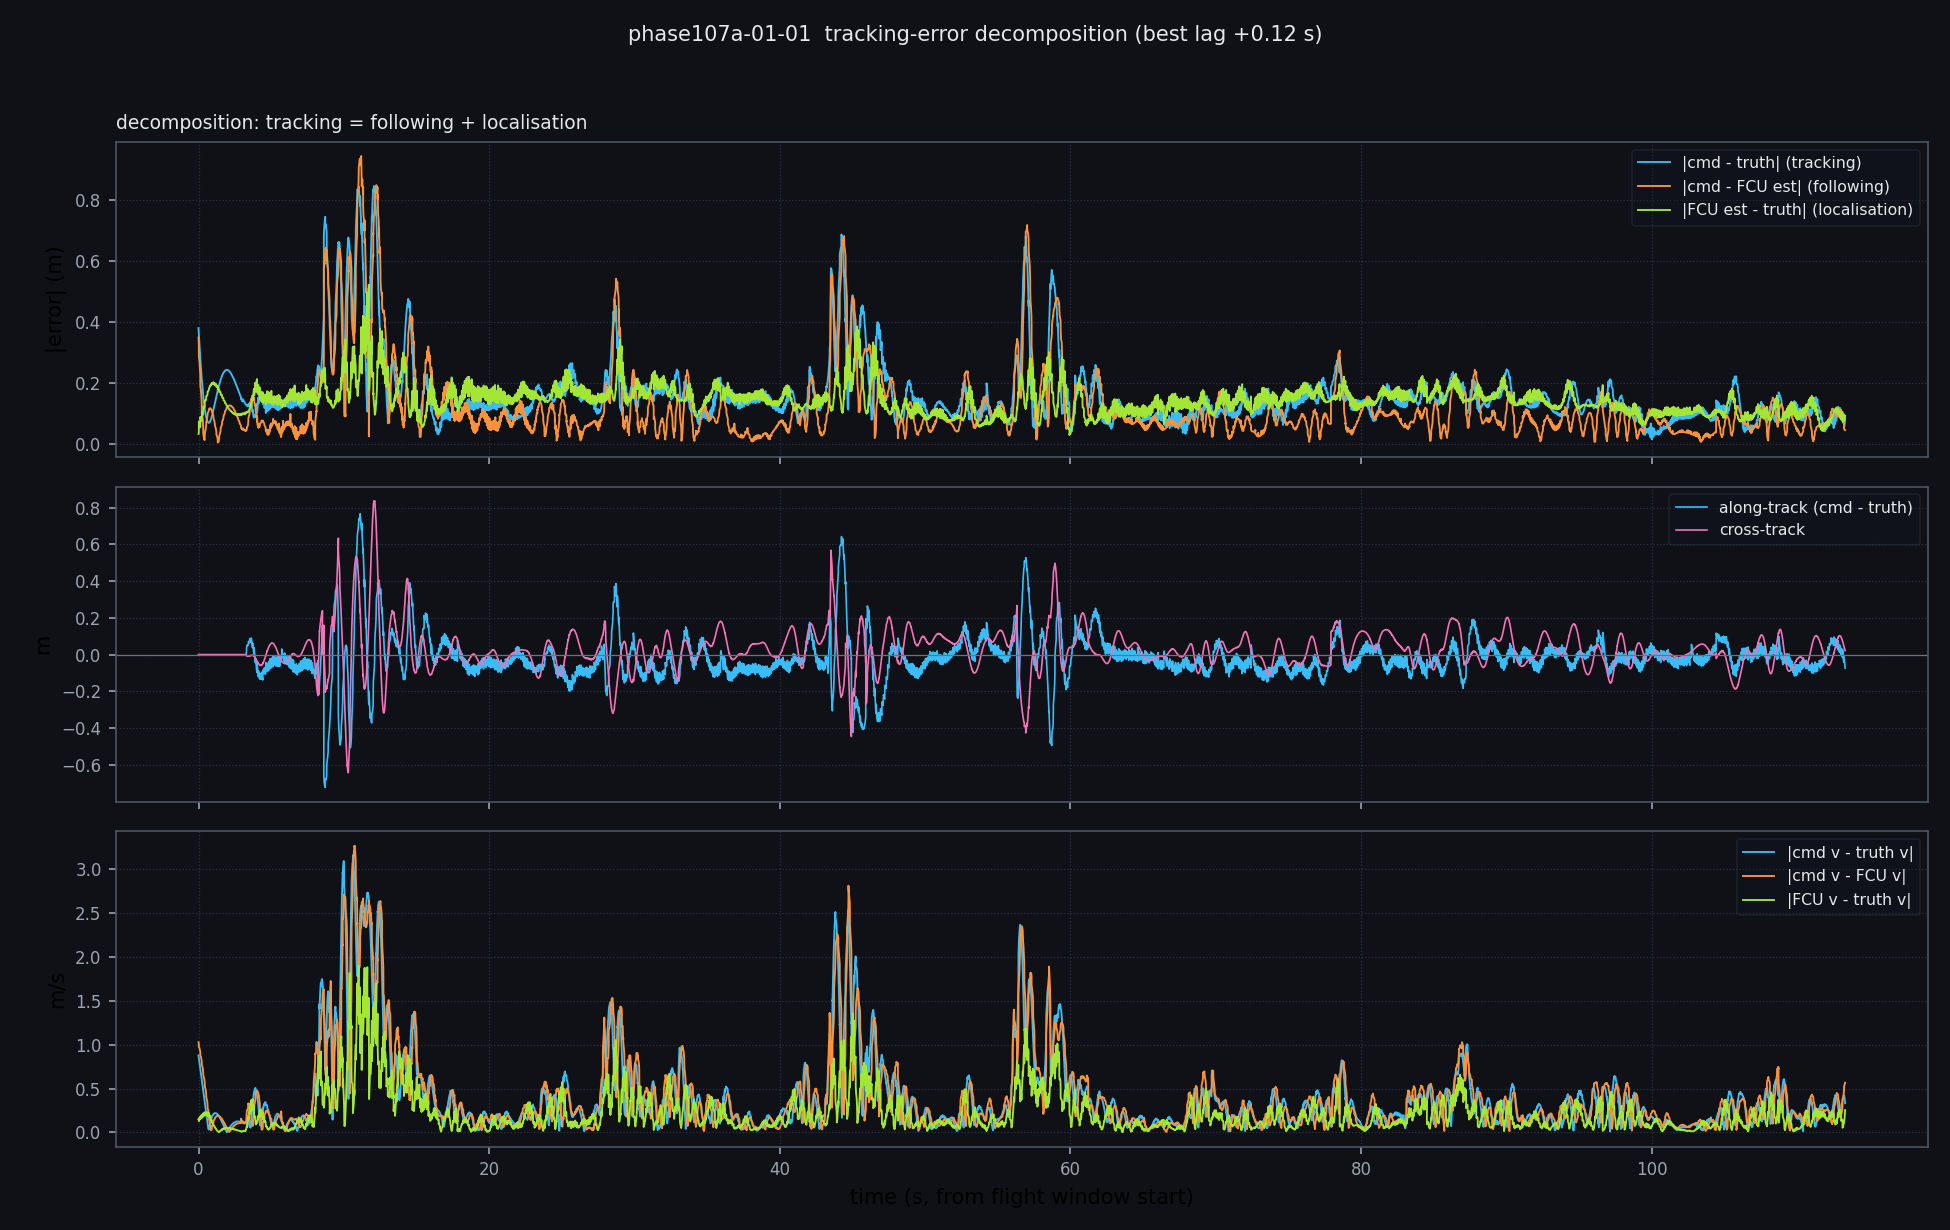 phase107a-01-01  tracking-error decomposition (best lag +0.12 s)
decomposition: tracking = following + localisation
|error| (m)
0.8
0.6
0.4
0.2
0.0
|cmd - truth| (tracking)
|cmd - FCU est| (following)
|FCU est - truth| (localisation)
m
0.8
0.6
0.4
0.2
0.0
−0.2
−0.4
−0.6
along-track (cmd - truth)
cross-track
m/s
3.0
2.5
2.0
1.5
1.0
0.5
0.0
|cmd v - truth v|
|cmd v - FCU v|
|FCU v - truth v|
0 20 40 60 80 100
time (s, from flight window start)